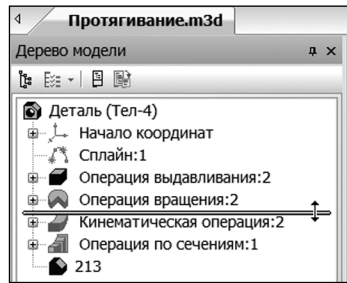 Протягивание.m3d
Дерево модели
Деталь (Тел-4)
Начало координат
Сплайн:1
Операция выдавливания:2
Операция вращения:2
Кинематическая операция:2
Операция по сечениям:1
213